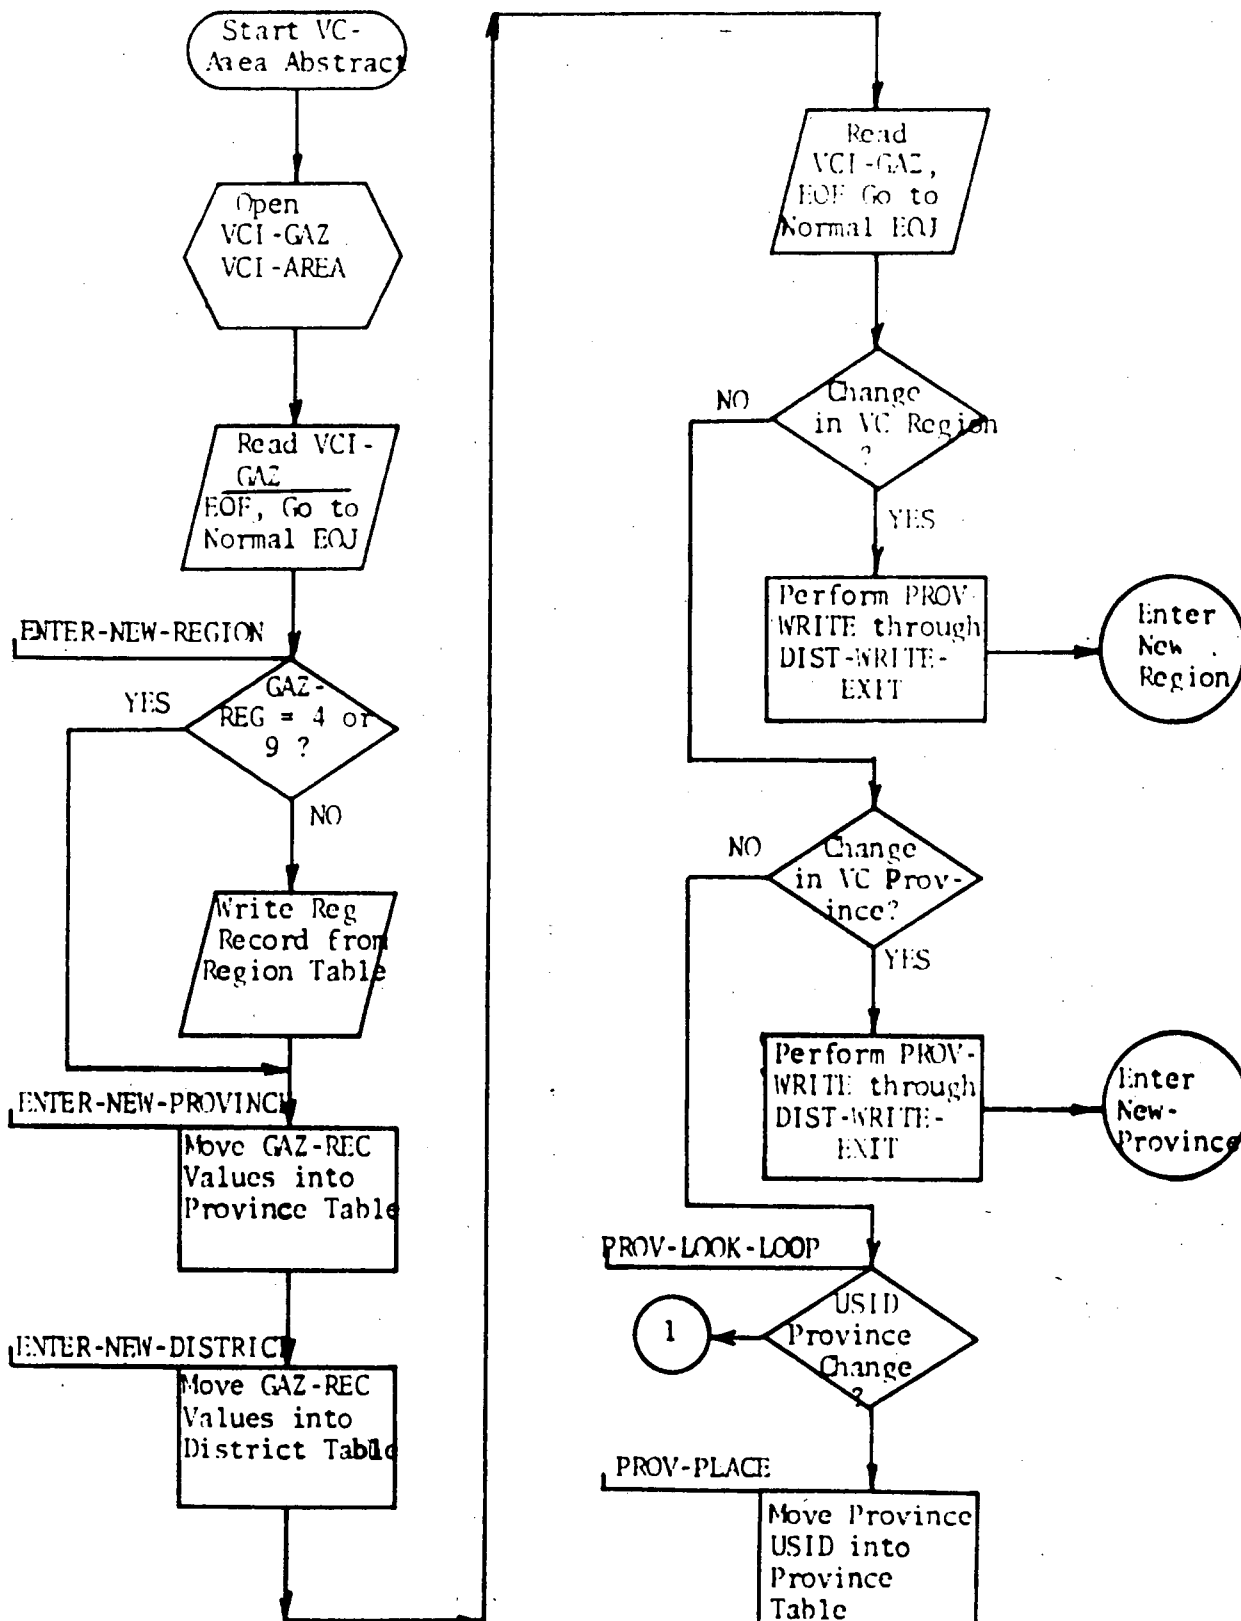 Start VC-
Area Abstract
Open
VCI-GAZ
VCI-AREA
Read VCI-
GAZ
EOF, Go to
Normal EOJ
ENTER-NEW-REGION
GAZ-
REG = 4 or
9 ?
YES
NO
Write Reg
Record from
Region Table
ENTER-NEW-PROVINCE
Move GAZ-REC
Values into
Province Table
ENTER-NEW-DISTRICT
Move GAZ-REC
Values into
District Table
Read
VCI-GAZ,
EOF Go to
Normal EOJ
Change
in VC Region
?
NO
YES
Perform PROV-
WRITE through
DIST-WRITE-
EXIT
Enter
New
Region
Change
in VC Prov-
ince?
NO
YES
Perform PROV-
WRITE through
DIST-WRITE-
EXIT
Enter
New-
Province
PROV-LOOK-LOOP
USID
Province
Change
?
1
PROV-PLACE
Move Province
USID into
Province
Table